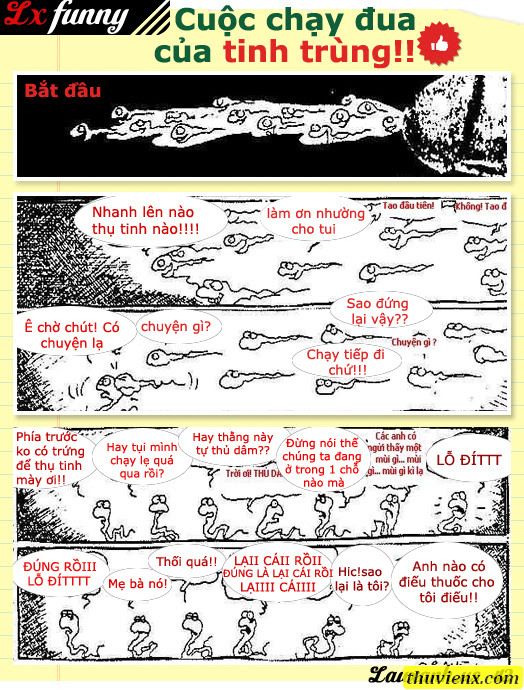 Lx funny
Cuộc chạy đua
của tinh trùng!!
Bắt đầu
Nhanh lên nào
thụ tinh nào!!!!
làm ơn nhường
cho tui
Tao đầu tiên!
Không! Tao đ
Ê chờ chút! Có
chuyện lạ
chuyện gì?
Sao đứng
lại vậy??
Chuyện gì ?
Chạy tiếp đi
chứ!!!
Phía trước
ko có trứng
để thụ tinh
mày ơi!!
Hay tụi mình
chạy lẹ quá
qua rồi?
Hay thằng này
tự thủ dâm??
Trời ơi! THỦ DÂ
Đừng nói thế
chúng ta đang
ở trong 1 chỗ
nào mà
Các anh có
ngửi thấy một
mùi gì... mùi
gì... mùi gì kì lạ
LỖ ĐÍTTT
ĐÚNG RỒIII
LỖ ĐÍTTTT
Mẹ bà nó!
Thối quá!!
LẠII CÁII RỒII
ĐÚNG LÀ LẠI CÁI RỒI
LẠIIII CÁIIII
Hic!sao
lại là tôi?
Anh nào có
điếu thuốc cho
tôi điếu!!
thuvienx.com